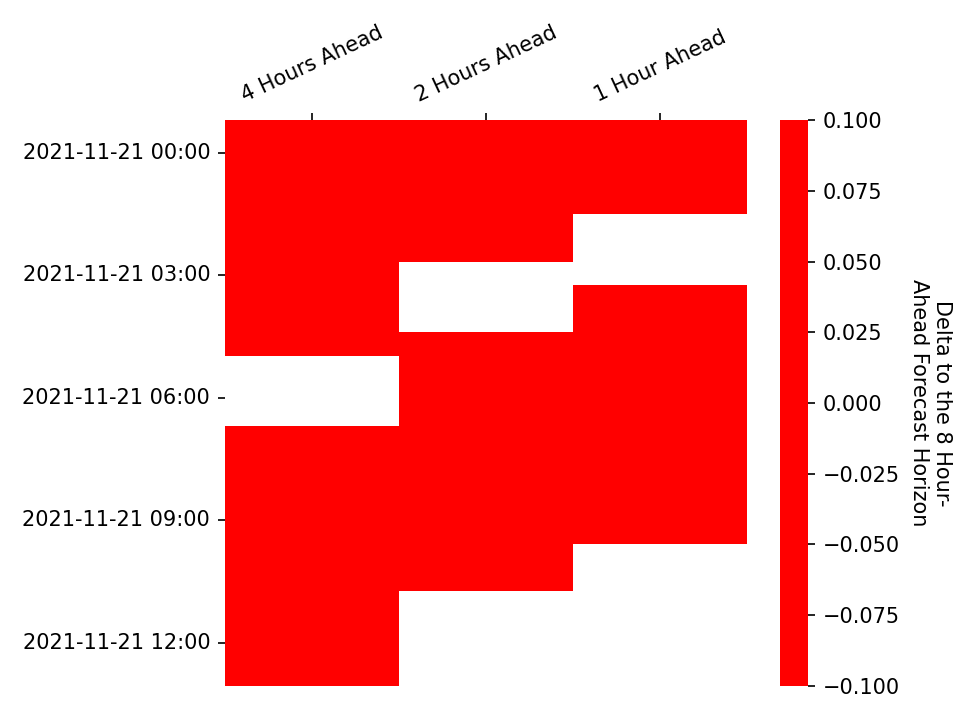 4 Hours Ahead
2 Hours Ahead
1 Hour Ahead
2021-11-21 00:00
2021-11-21 03:00
2021-11-21 06:00
2021-11-21 09:00
2021-11-21 12:00
0.100
0.075
0.050
0.025
0.000
−0.025
−0.050
−0.075
−0.100
Delta to the 8 Hour-
Ahead Forecast Horizon